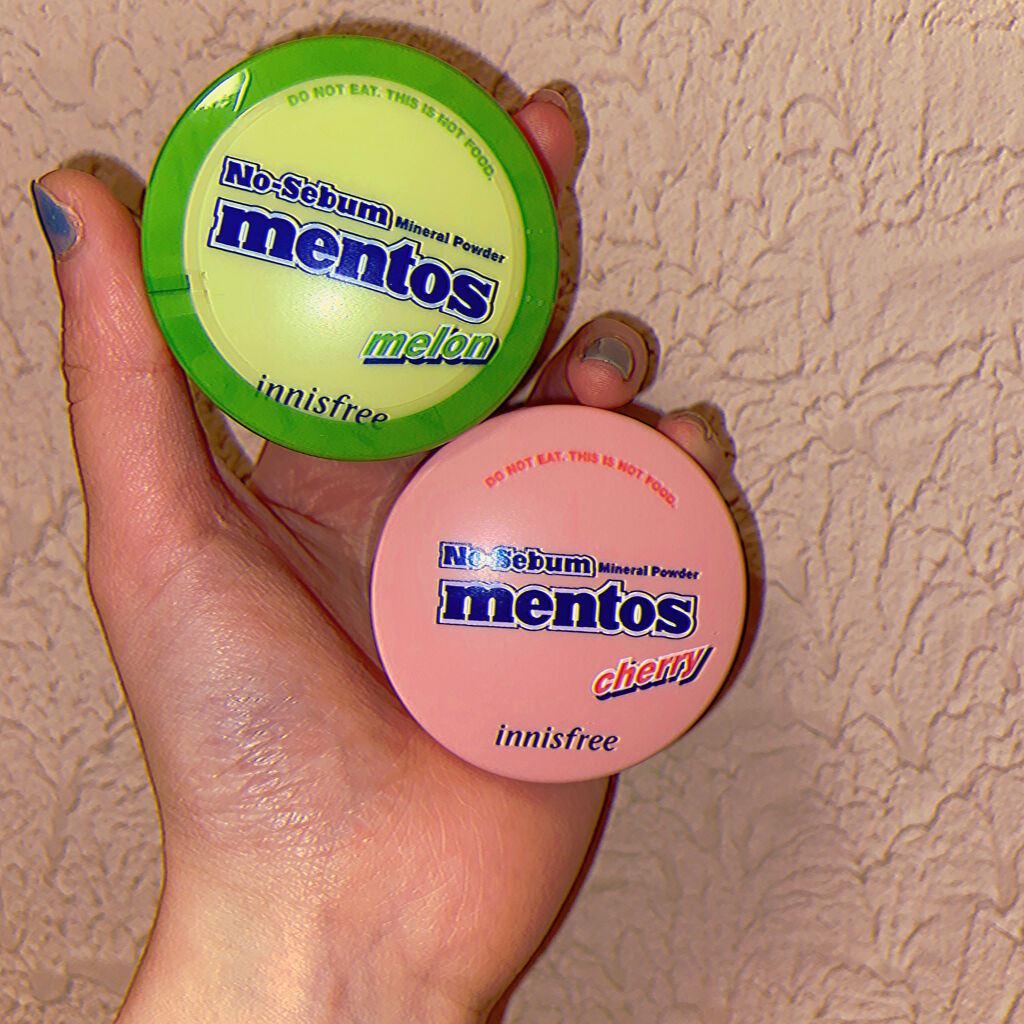 DO NOT EAT. THIS IS NOT FOOD.
No-Sebum Mineral Powder
mentos
melon
innisfree
DO NOT EAT. THIS IS NOT FOOD.
No-Sebum Mineral Powder
mentos
cherry
innisfree